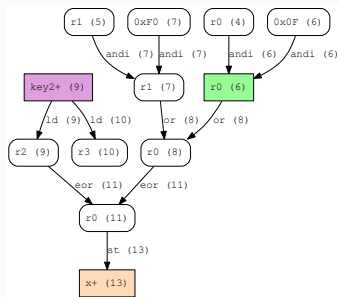 r1 (5) 0xF0 (7) r0 (4) 0x0F (6)
andi (7) andi (7) andi (6) andi (6)
key2+ (9) r1 (7) r0 (6)
ld (9) ld (10) or (8) or (8)
r2 (9) r3 (10) r0 (8)
eor (11) eor (11)
r0 (11)
st (13)
x+ (13)